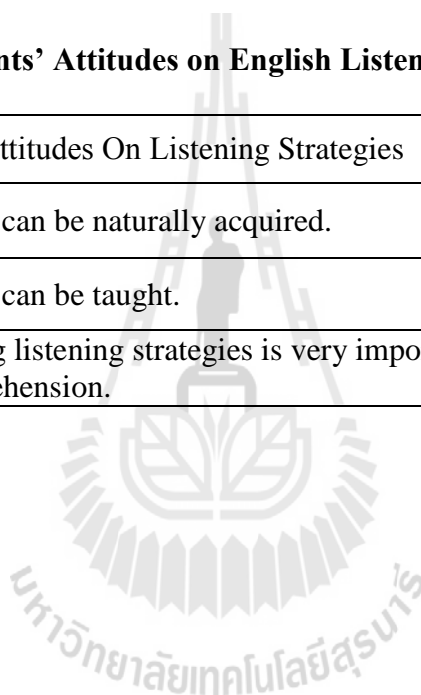 nts’ Attitudes on English Listen
ttitudes On Listening Strategies
can be naturally acquired.
can be taught.
g listening strategies is very impo
ehension.
มหาวิทยาลัยเทคโนโลยีสุรนารี